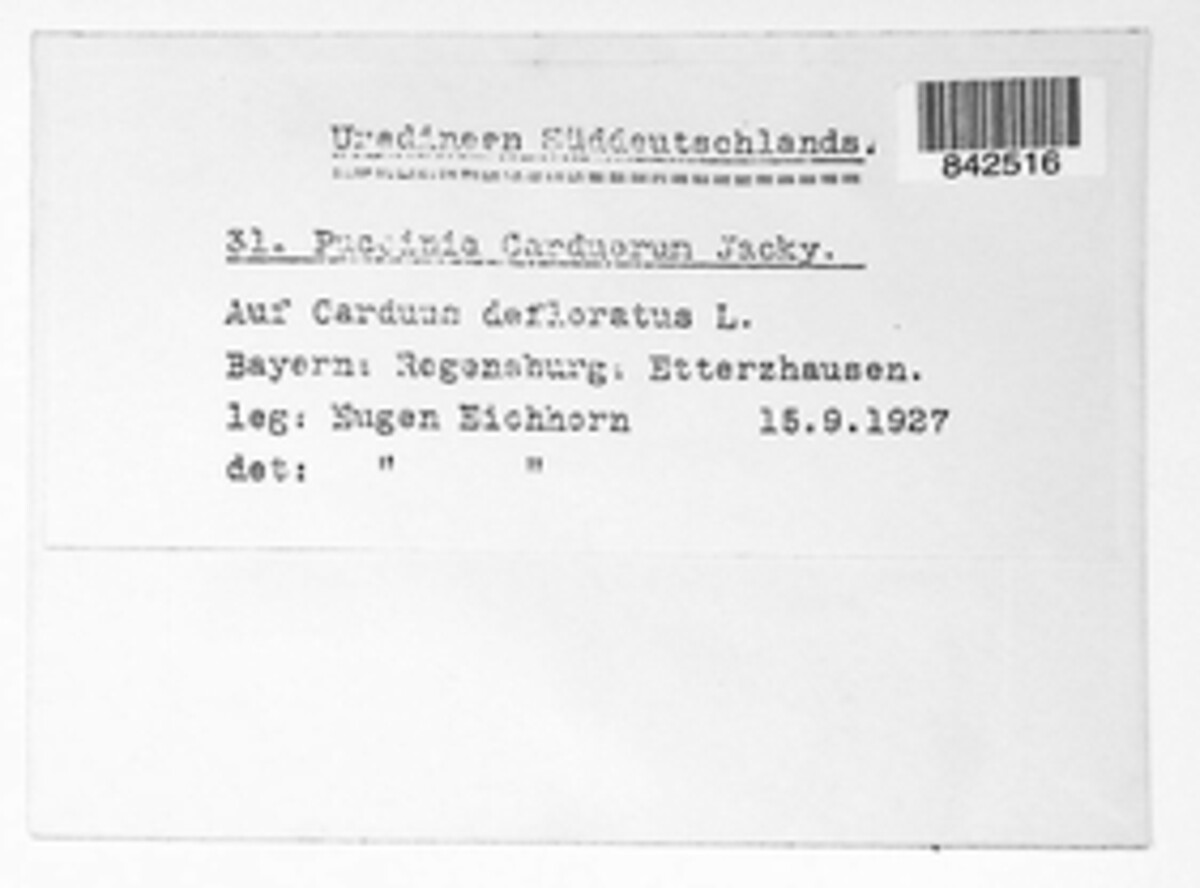 Uredineen Süddeutschlands.
842516
31. Puccinia Carduorum Jacky.
Auf Carduus defloratus L.
Bayern: Regensburg: Etterzhausen.
leg: Eugen Eichhorn 15.9.1927
det: " "